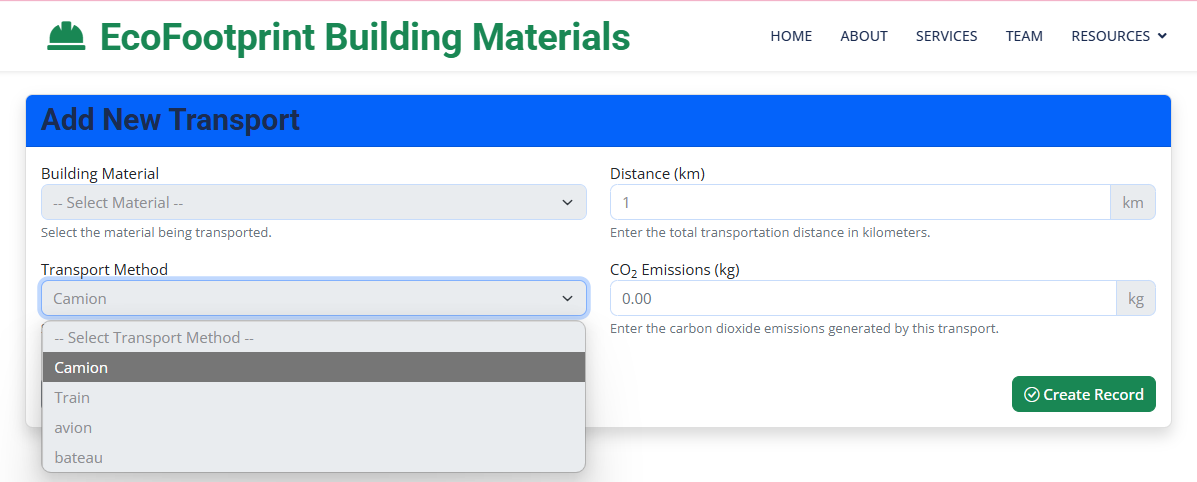 EcoFootprint Building Materials
HOME ABOUT SERVICES TEAM RESOURCES
Add New Transport
Building Material
-- Select Material --
Select the material being transported.
Distance (km)
1 km
Enter the total transportation distance in kilometers.
Transport Method
Camion
-- Select Transport Method --
Camion
Train
avion
bateau
CO₂ Emissions (kg)
0.00 kg
Enter the carbon dioxide emissions generated by this transport.
Create Record